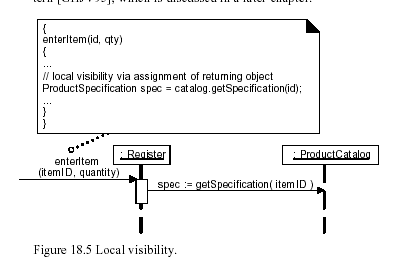 {
enterItem(id, qty)
{
...
// local visibility via assignment of returning object
ProductSpecification spec = catalog.getSpecification(id);
...
}
}
enterItem
(itemID, quantity)
: Register
: ProductCatalog
spec := getSpecification( itemID )
Figure 18.5 Local visibility.